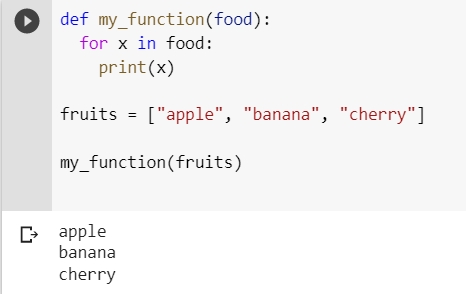 def my_function(food):
  for x in food:
    print(x)

fruits = ["apple", "banana", "cherry"]

my_function(fruits)

apple
banana
cherry